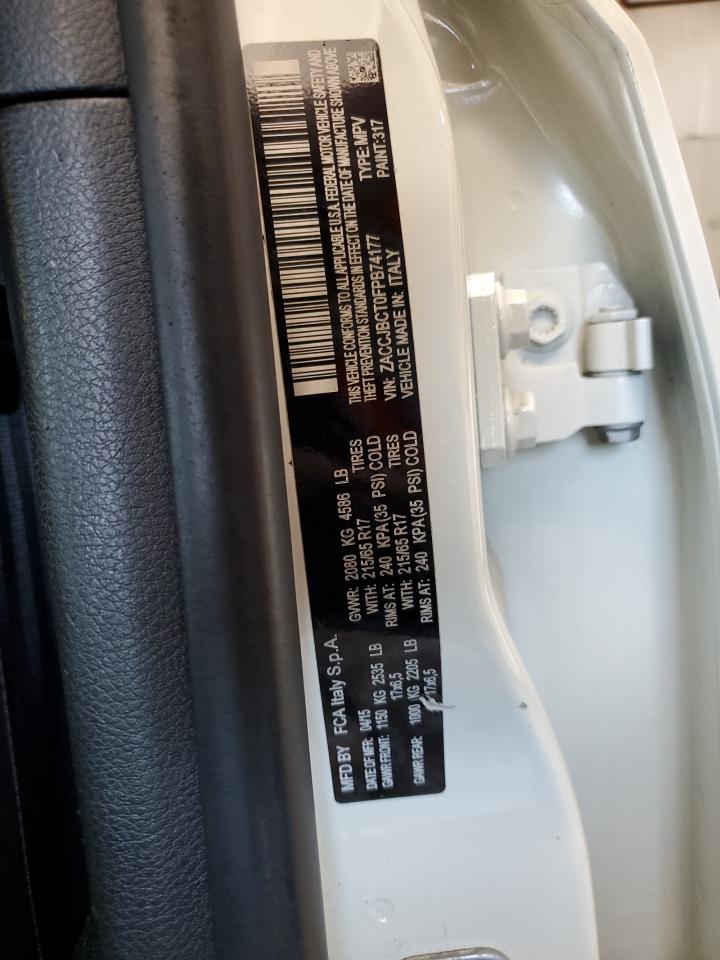 MFD BY FCA Italy S.p.A.
DATE OF MFR: 04/15 GVWR: 2080 KG 4586 LB
GAWR FRONT: 1150 KG 2535 LB WITH: 215/65 R17 TIRES
17x6,5 RIMS AT: 240 KPA(35 PSI) COLD
GAWR REAR: 1000 KG 2205 LB WITH: 215/65 R17 TIRES
17x6,5 RIMS AT: 240 KPA(35 PSI) COLD
THIS VEHICLE CONFORMS TO ALL APPLICABLE U.S.A. FEDERAL MOTOR VEHICLE SAFETY AND
THEFT PREVENTION STANDARDS IN EFFECT ON THE DATE OF MANUFACTURE SHOWN ABOVE
VIN: ZACCJBCT0FPB74177 TYPE: MPV
VEHICLE MADE IN: ITALY PAINT:317